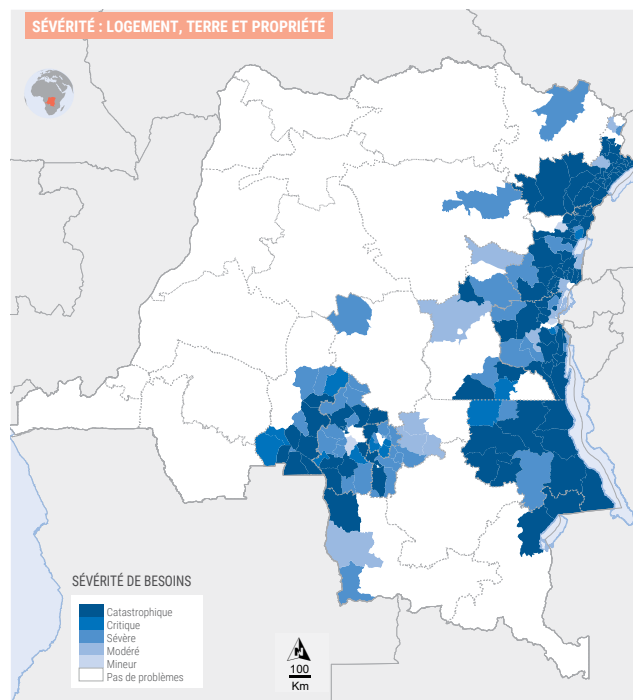 SÉVÉRITÉ : LOGEMENT, TERRE ET PROPRIÉTÉ
SÉVÉRITÉ DE BESOINS
Catastrophique
Critique
Sévère
Modéré
Mineur
Pas de problèmes
100
Km